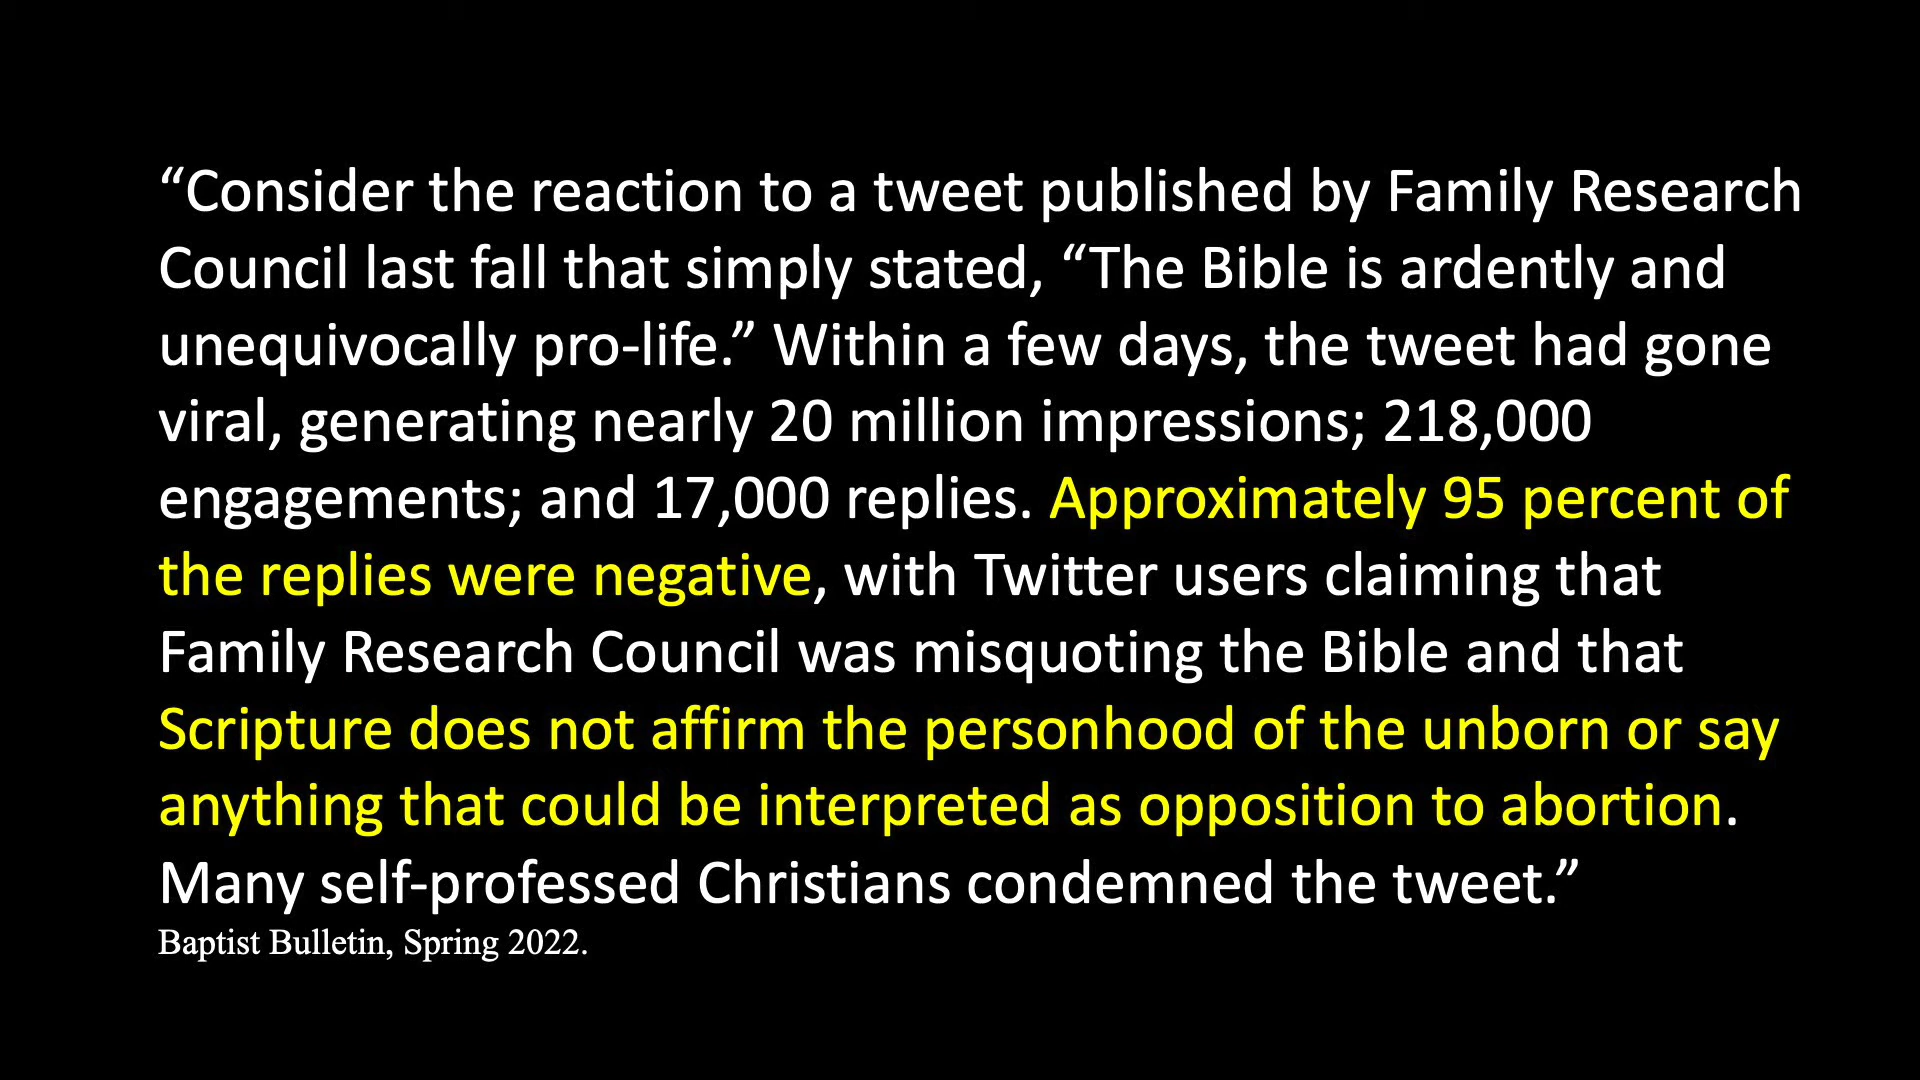 “Consider the reaction to a tweet published by Family Research
Council last fall that simply stated, “The Bible is ardently and
unequivocally pro-life.” Within a few days, the tweet had gone
viral, generating nearly 20 million impressions; 218,000
engagements; and 17,000 replies. Approximately 95 percent of
the replies were negative, with Twitter users claiming that
Family Research Council was misquoting the Bible and that
Scripture does not affirm the personhood of the unborn or say
anything that could be interpreted as opposition to abortion.
Many self-professed Christians condemned the tweet.”
Baptist Bulletin, Spring 2022.